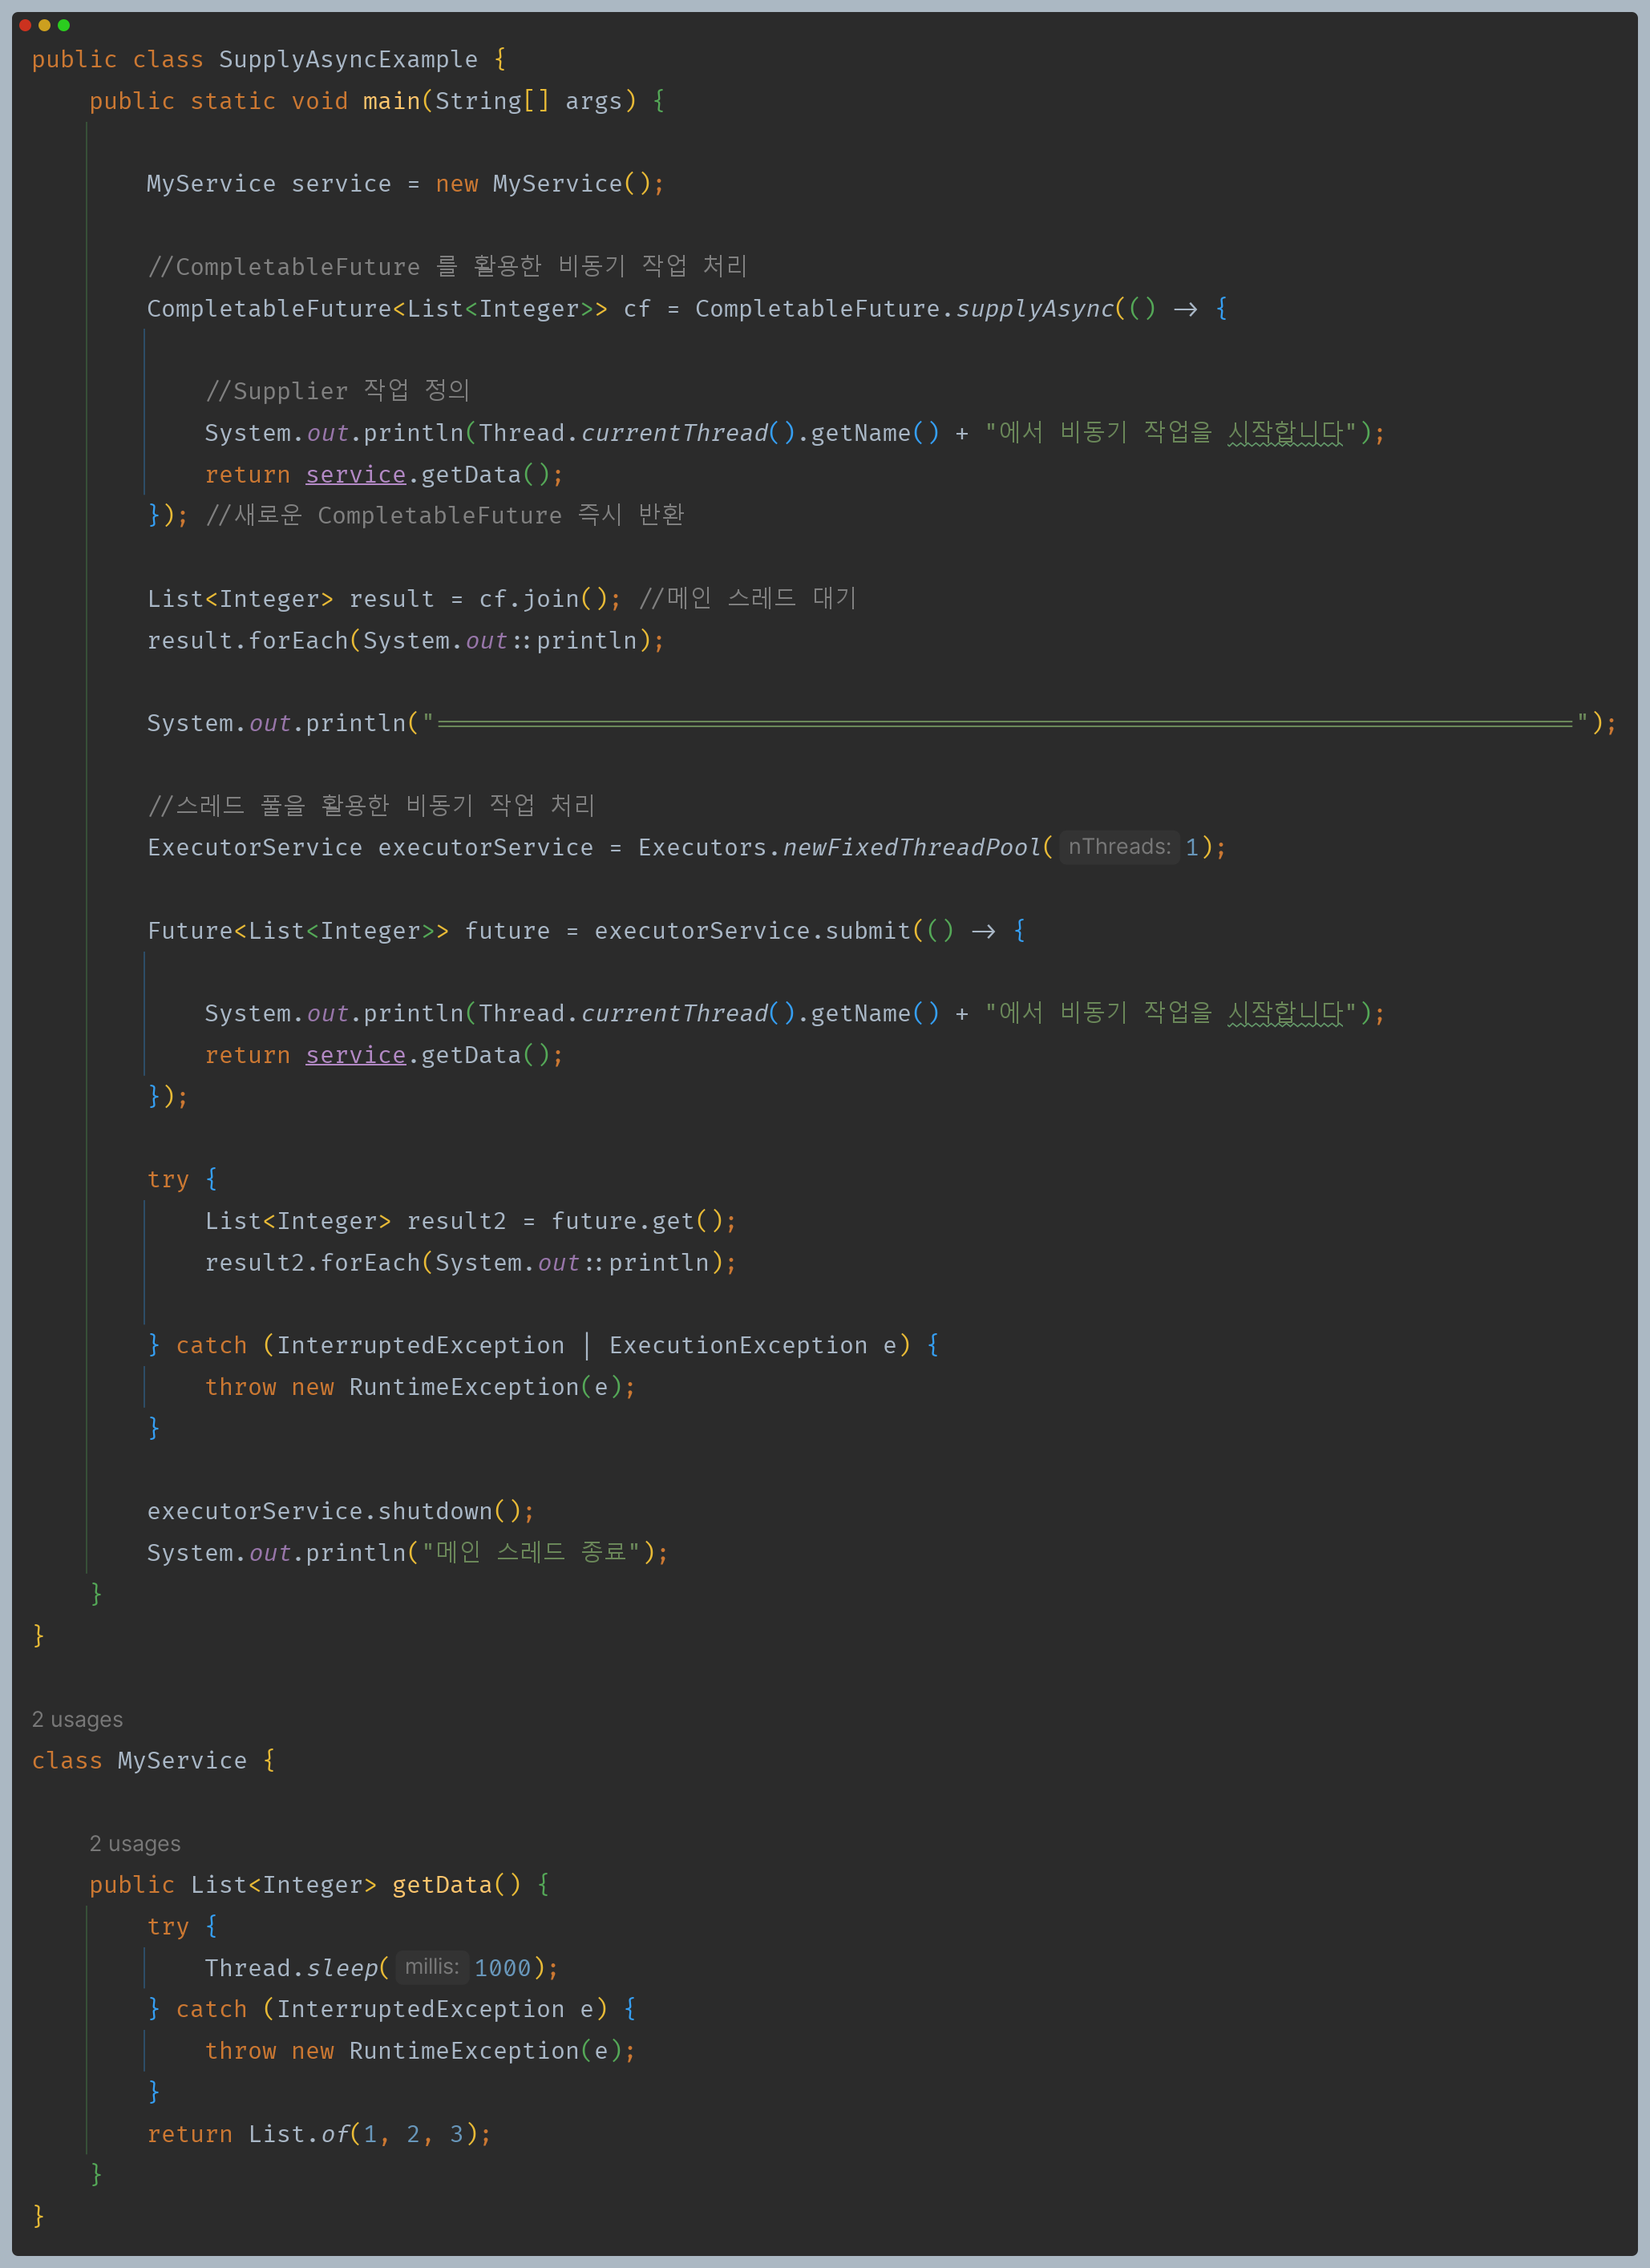 public class SupplyAsyncExample {
    public static void main(String[] args) {
        MyService service = new MyService();
        //CompletableFuture 를 활용한 비동기 작업 처리
        CompletableFuture<List<Integer>> cf = CompletableFuture.supplyAsync(() -> {
            //Supplier 작업 정의
            System.out.println(Thread.currentThread().getName() + "에서 비동기 작업을 시작합니다");
            return service.getData();
        }); //새로운 CompletableFuture 즉시 반환
        List<Integer> result = cf.join(); //메인 스레드 대기
        result.forEach(System.out::println);
        System.out.println("===============================================================================");
        //스레드 풀을 활용한 비동기 작업 처리
        ExecutorService executorService = Executors.newFixedThreadPool( nThreads: 1);
        Future<List<Integer>> future = executorService.submit(() -> {
            System.out.println(Thread.currentThread().getName() + "에서 비동기 작업을 시작합니다");
            return service.getData();
        });
        try {
            List<Integer> result2 = future.get();
            result2.forEach(System.out::println);
        } catch (InterruptedException | ExecutionException e) {
            throw new RuntimeException(e);
        }
        executorService.shutdown();
        System.out.println("메인 스레드 종료");
    }
}
2 usages
class MyService {
    2 usages
    public List<Integer> getData() {
        try {
            Thread.sleep( millis: 1000);
        } catch (InterruptedException e) {
            throw new RuntimeException(e);
        }
        return List.of(1, 2, 3);
    }
}